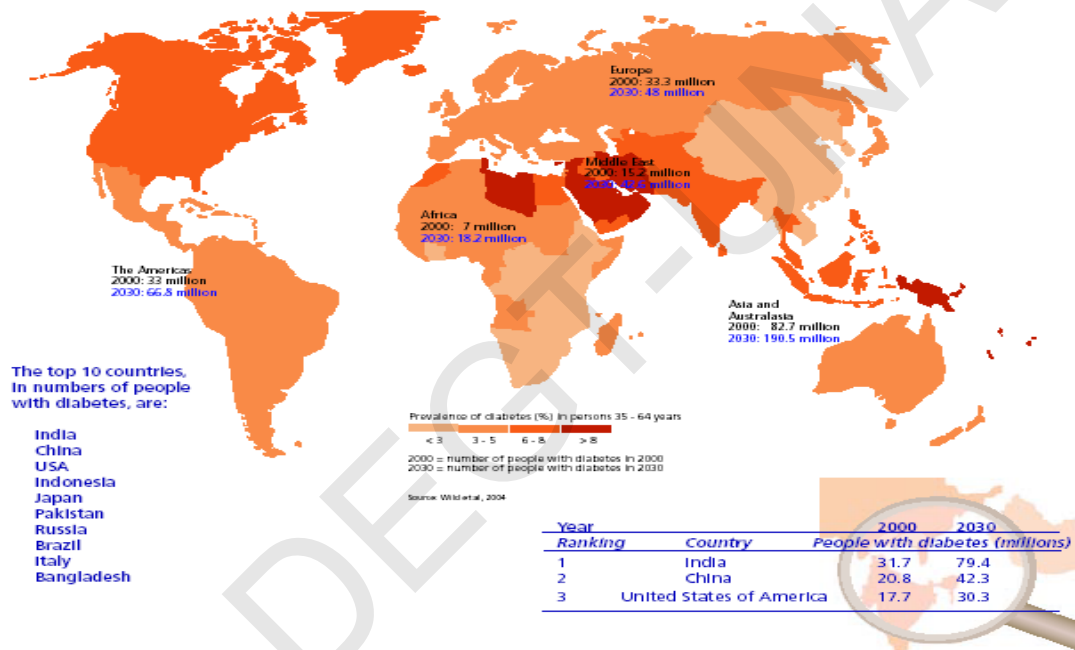 Europe
2000: 33.3 million
2030: 48 million
Middle East
2000: 15.2 million
2030: 42.6 million
Africa
2000: 7 million
2030: 18.2 million
The Americas
2000: 33 million
2030: 66.8 million
Asia and
Australasia
2000: 82.7 million
2030: 190.5 million
The top 10 countries,
in numbers of people
with diabetes, are:
India
China
USA
Indonesia
Japan
Pakistan
Russia
Brazil
Italy
Bangladesh
Prevalence of diabetes (%) in persons 35 - 64 years
< 3 3 - 5 6 - 8 > 8
2000 = number of people with diabetes in 2000
2030 = number of people with diabetes in 2030
Source: Wild et al, 2004
Year 2000 2030
Ranking Country People with diabetes (millions)
1 India 31.7 79.4
2 China 20.8 42.3
3 United States of America 17.7 30.3